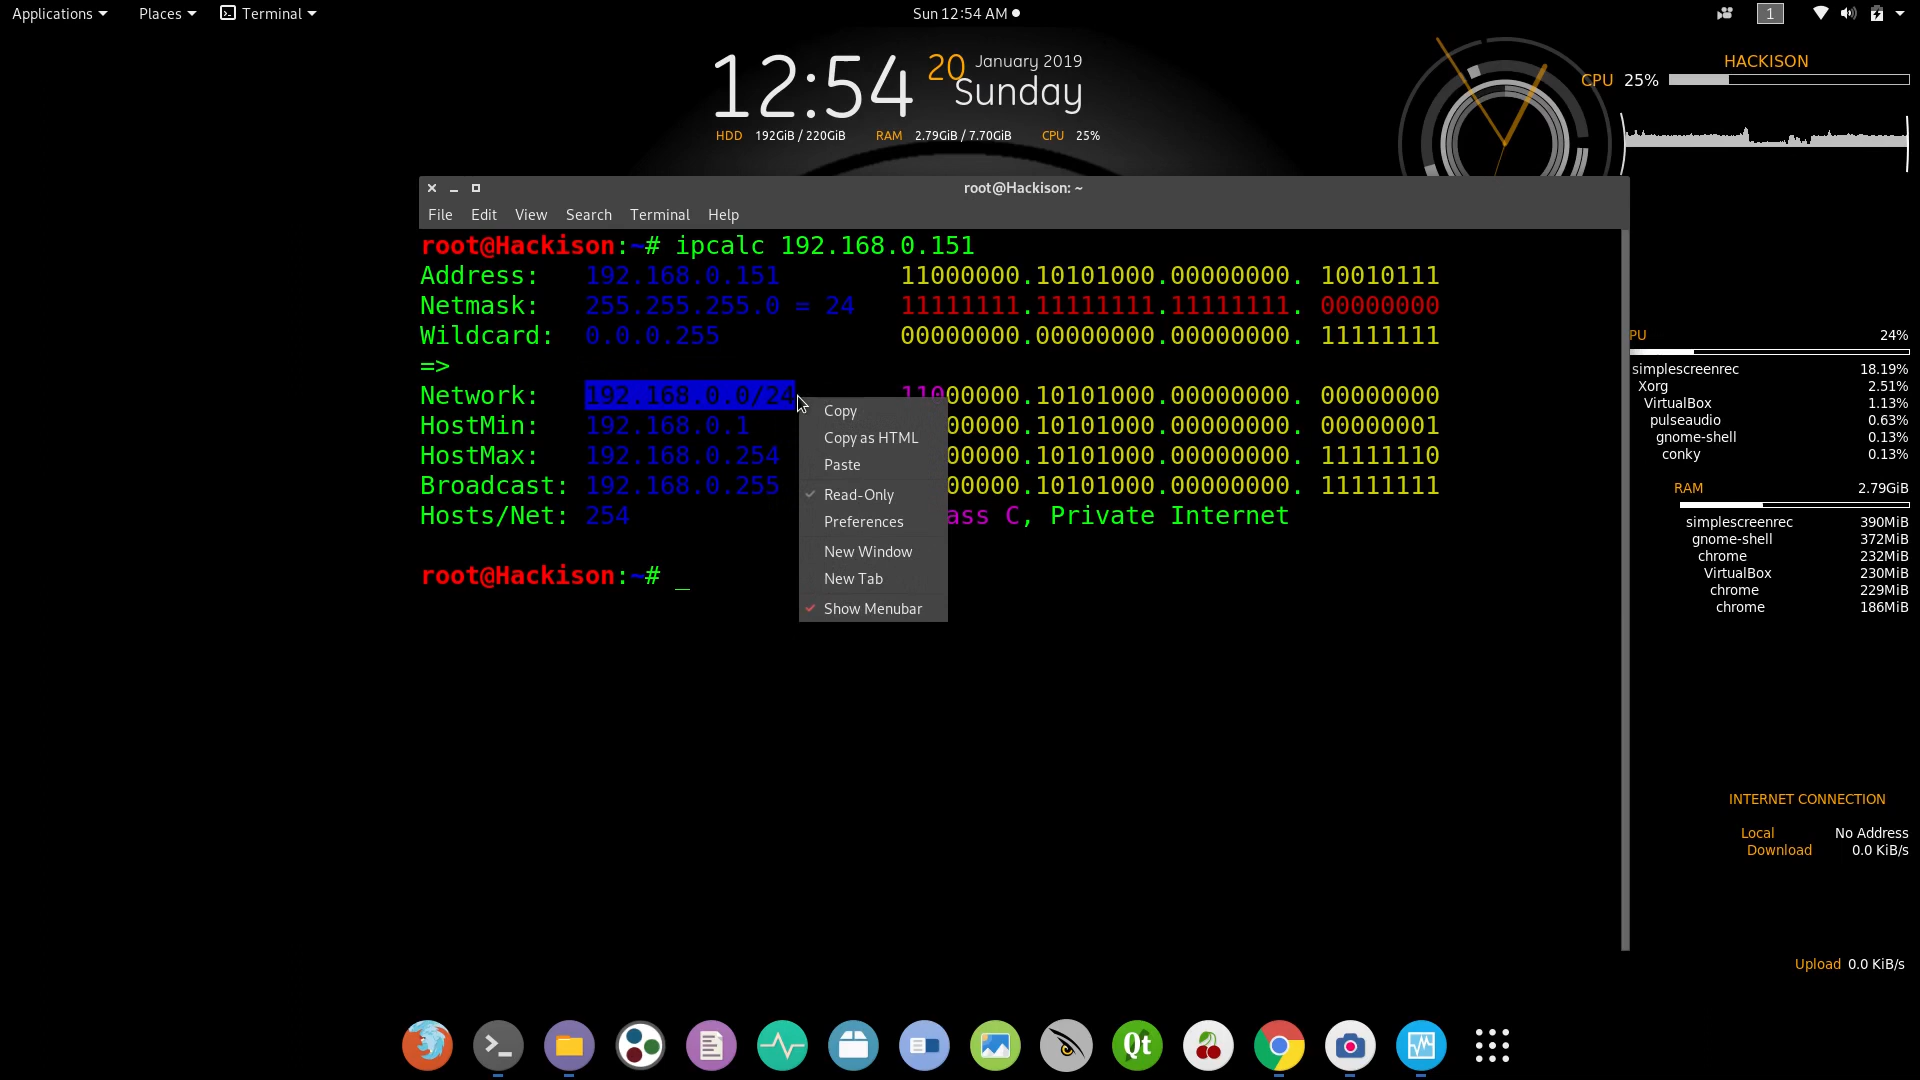 Applications Places Terminal Sun 12:54 AM 1
12:54 20 January 2019
Sunday
HDD 192GiB / 220GiB RAM 2.79GiB / 7.70GiB CPU 25%
HACKISON
CPU 25%
root@Hackison: ~
File Edit View Search Terminal Help
root@Hackison:~# ipcalc 192.168.0.151
Address: 192.168.0.151 11000000.10101000.00000000. 10010111
Netmask: 255.255.255.0 = 24 11111111.11111111.11111111. 00000000
Wildcard: 0.0.0.255 00000000.00000000.00000000. 11111111
=>
Network: 192.168.0.0/24 11000000.10101000.00000000. 00000000
HostMin: 192.168.0.1 00000.10101000.00000000. 00000001
HostMax: 192.168.0.254 00000.10101000.00000000. 11111110
Broadcast: 192.168.0.255 00000.10101000.00000000. 11111111
Hosts/Net: 254 ass C, Private Internet
root@Hackison:~# _
Copy
Copy as HTML
Paste
Read-Only
Preferences
New Window
New Tab
Show Menubar
PU 24%
simplescreenrec 18.19%
Xorg 2.51%
VirtualBox 1.13%
pulseaudio 0.63%
gnome-shell 0.13%
conky 0.13%
RAM 2.79GiB
simplescreenrec 390MiB
gnome-shell 372MiB
chrome 232MiB
VirtualBox 230MiB
chrome 229MiB
chrome 186MiB
INTERNET CONNECTION
Local No Address
Download 0.0 KiB/s
Upload 0.0 KiB/s
Qt